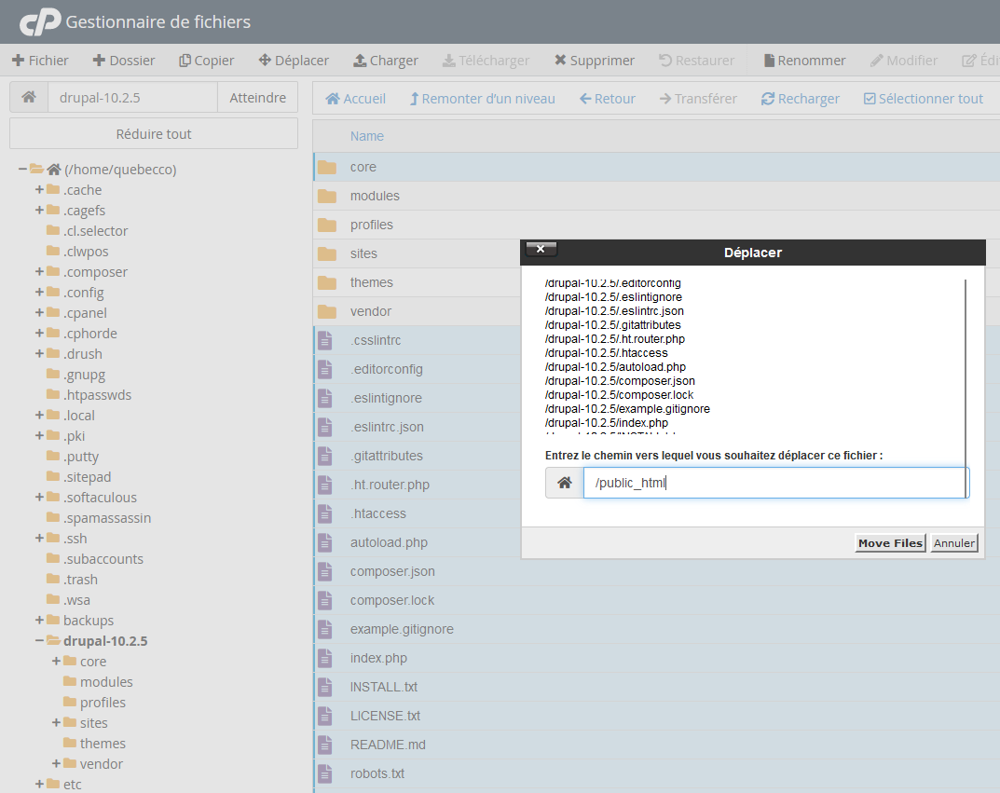 cP Gestionnaire de fichiers
Fichier Dossier Copier Déplacer Charger Télécharger Supprimer Restaurer Renommer Modifier
drupal-10.2.5 Atteindre
Accueil Remonter d'un niveau Retour Transférer Recharger Sélectionner tout
Réduire tout
(/home/quebecco)
.cache
.cagefs
.cl.selector
.clwpos
.composer
.config
.cpanel
.cphorde
.drush
.gnupg
.htpasswds
.local
.pki
.putty
.sitepad
.softaculous
.spamassassin
.ssh
.subaccounts
.trash
.wsa
backups
drupal-10.2.5
core
modules
profiles
sites
themes
vendor
etc
Name
core
modules
profiles
sites
themes
vendor
.csslintrc
.editorconfig
.eslintignore
.eslintrc.json
.gitattributes
.ht.router.php
.htaccess
autoload.php
composer.json
composer.lock
example.gitignore
index.php
INSTALL.txt
LICENSE.txt
README.md
robots.txt
Déplacer
/drupal-10.2.5/.editorconfig
/drupal-10.2.5/.eslintignore
/drupal-10.2.5/.eslintrc.json
/drupal-10.2.5/.gitattributes
/drupal-10.2.5/.ht.router.php
/drupal-10.2.5/.htaccess
/drupal-10.2.5/autoload.php
/drupal-10.2.5/composer.json
/drupal-10.2.5/composer.lock
/drupal-10.2.5/example.gitignore
/drupal-10.2.5/index.php
Entrez le chemin vers lequel vous souhaitez déplacer ce fichier :
/public_html
Move Files Annuler